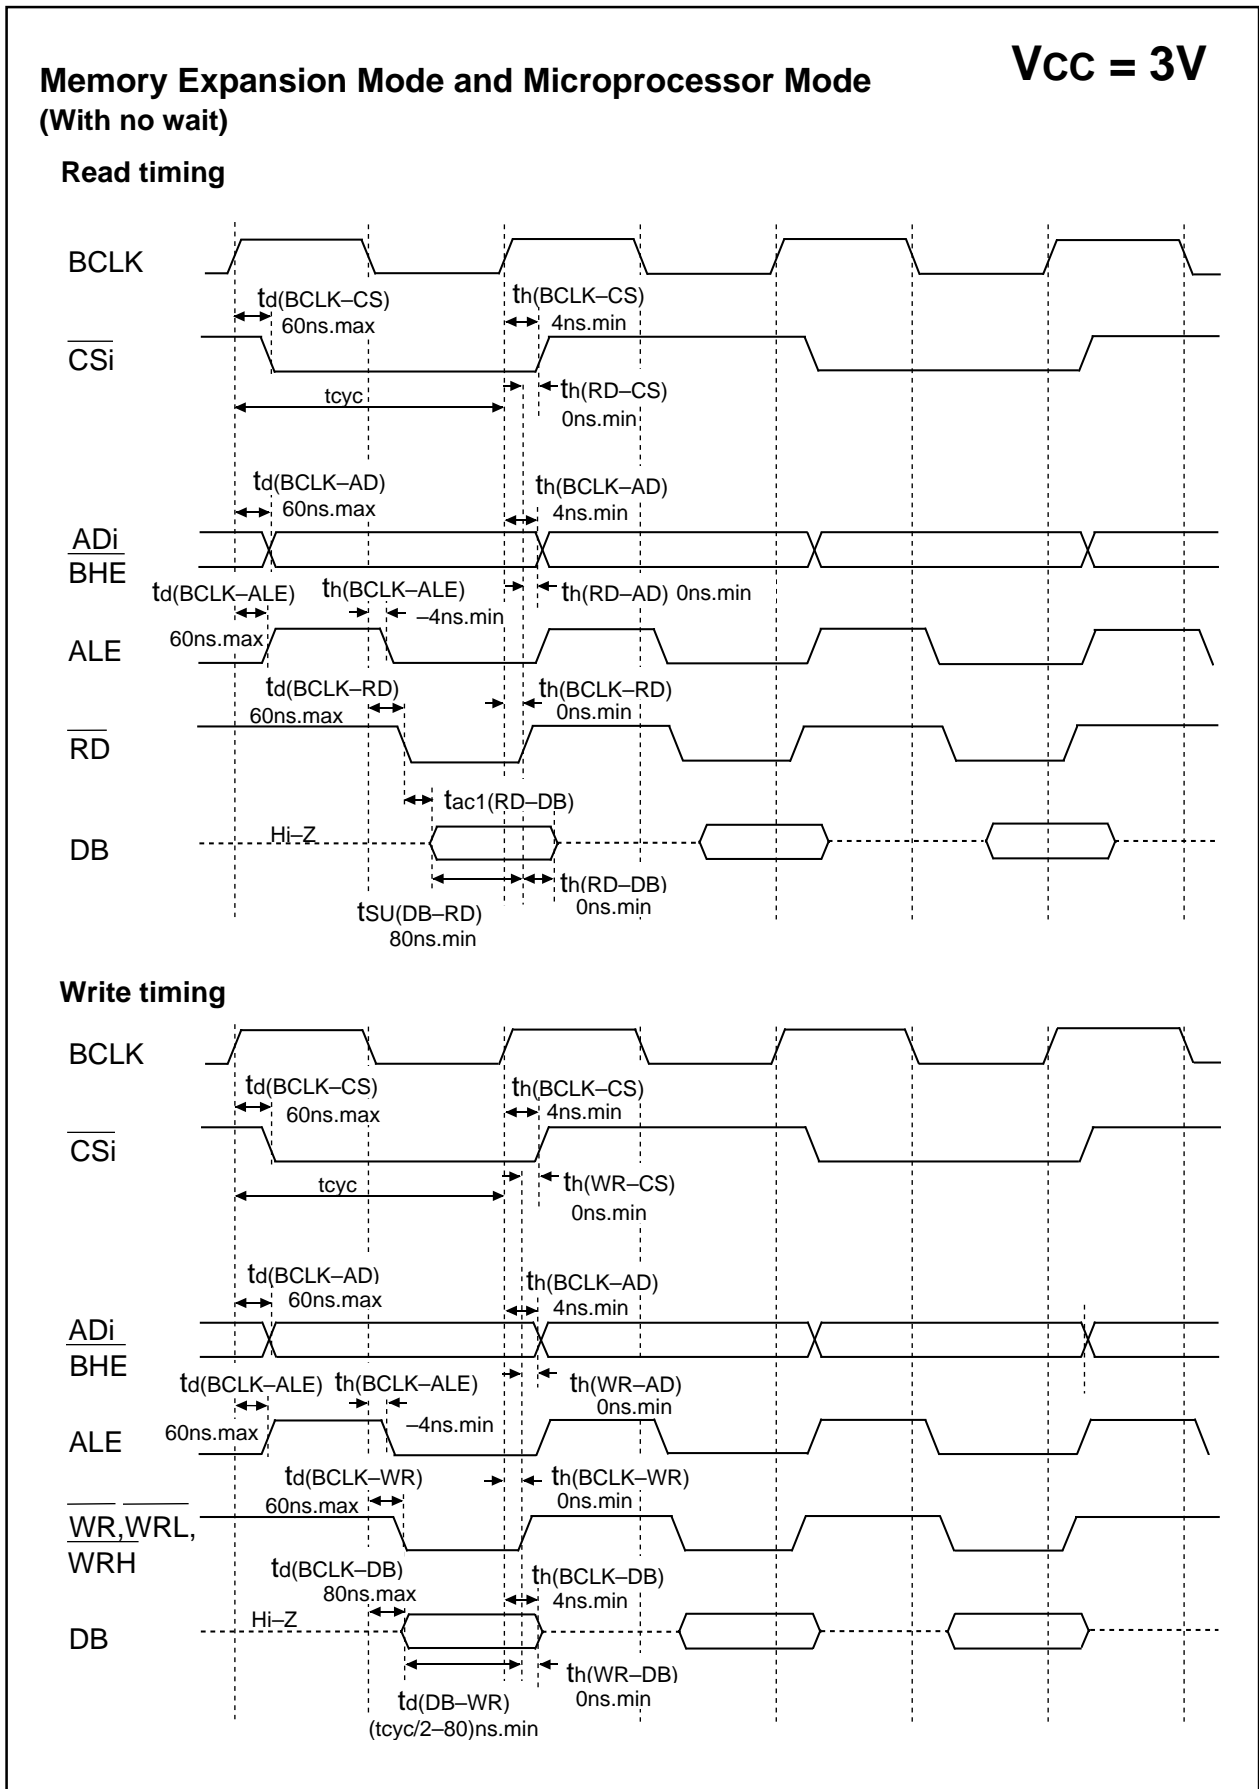 VCC = 3V
Memory Expansion Mode and Microprocessor Mode
(With no wait)
Read timing
BCLK
td(BCLK–CS)
60ns.max
th(BCLK–CS)
4ns.min
CSi
tcyc
th(RD–CS)
0ns.min
td(BCLK–AD)
60ns.max
th(BCLK–AD)
4ns.min
ADi
BHE
td(BCLK–ALE)
60ns.max
th(BCLK–ALE)
–4ns.min
th(RD–AD) 0ns.min
ALE
td(BCLK–RD)
60ns.max
th(BCLK–RD)
0ns.min
RD
tac1(RD–DB)
DB
Hi–Z
tSU(DB–RD)
80ns.min
th(RD–DB)
0ns.min
Write timing
BCLK
td(BCLK–CS)
60ns.max
th(BCLK–CS)
4ns.min
CSi
tcyc
th(WR–CS)
0ns.min
td(BCLK–AD)
60ns.max
th(BCLK–AD)
4ns.min
ADi
BHE
td(BCLK–ALE)
60ns.max
th(BCLK–ALE)
–4ns.min
th(WR–AD)
0ns.min
ALE
td(BCLK–WR)
60ns.max
th(BCLK–WR)
0ns.min
WR,WRL,
WRH
td(BCLK–DB)
80ns.max
th(BCLK–DB)
4ns.min
DB
Hi–Z
td(DB–WR)
(tcyc/2–80)ns.min
th(WR–DB)
0ns.min